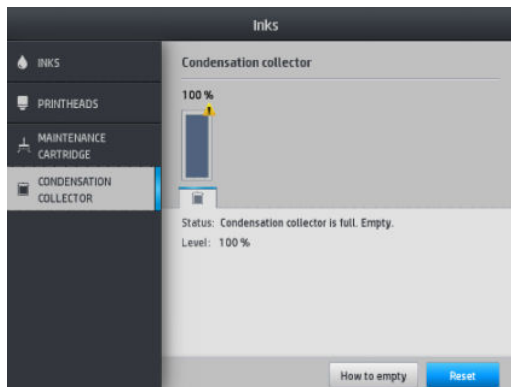 Inks
INKS
PRINTHEADS
MAINTENANCE
CARTRIDGE
CONDENSATION
COLLECTOR
Condensation collector
100 %
Status: Condensation collector is full. Empty.
Level: 100 %
How to empty
Reset